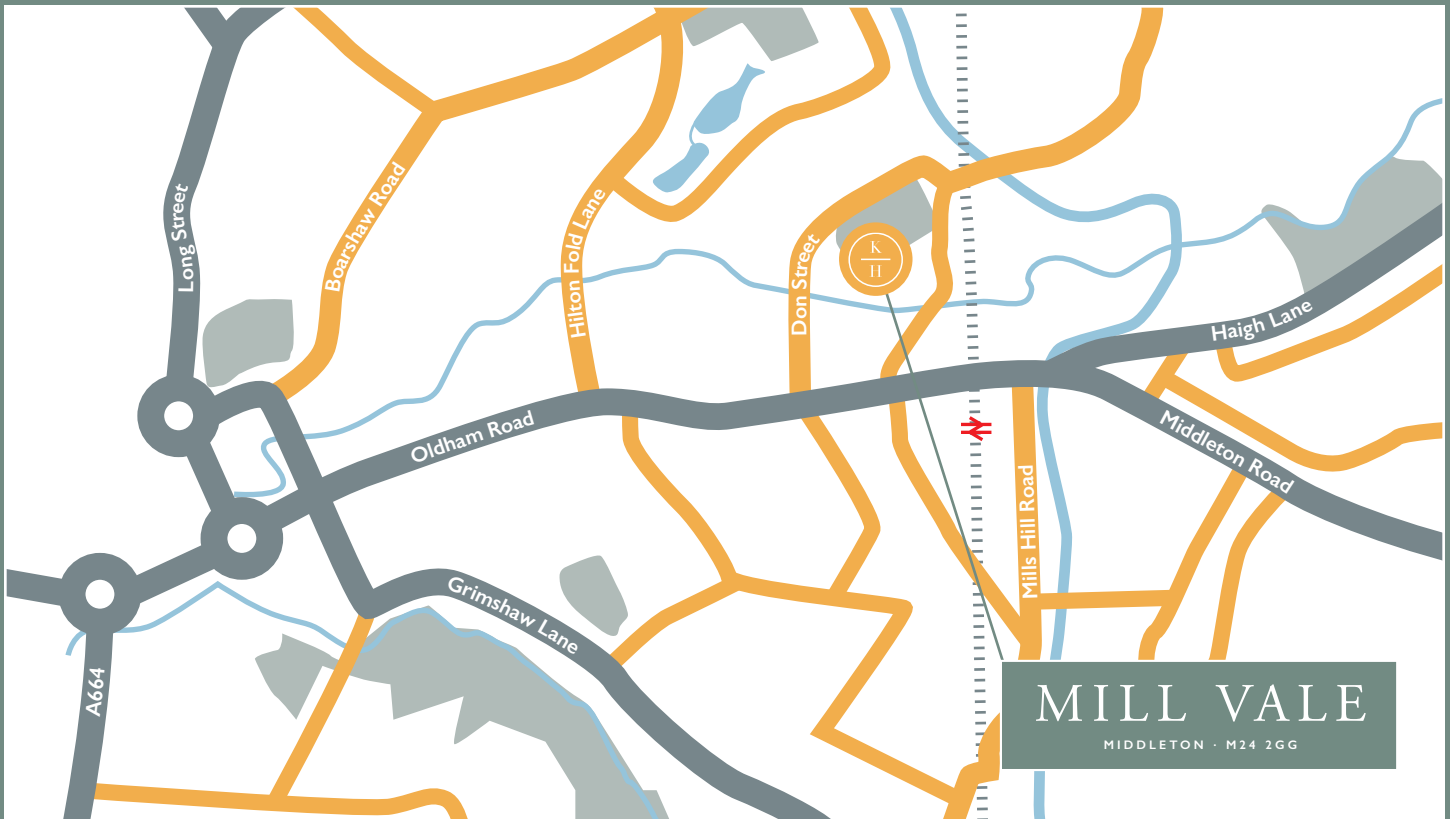 Long Street
Boarshaw Road
Hilton Fold Lane
Don Street
K
H
Haigh Lane
Oldham Road
Middleton Road
Mills Hill Road
Grimshaw Lane
A664
MILL VALE
MIDDLETON · M24 2GG